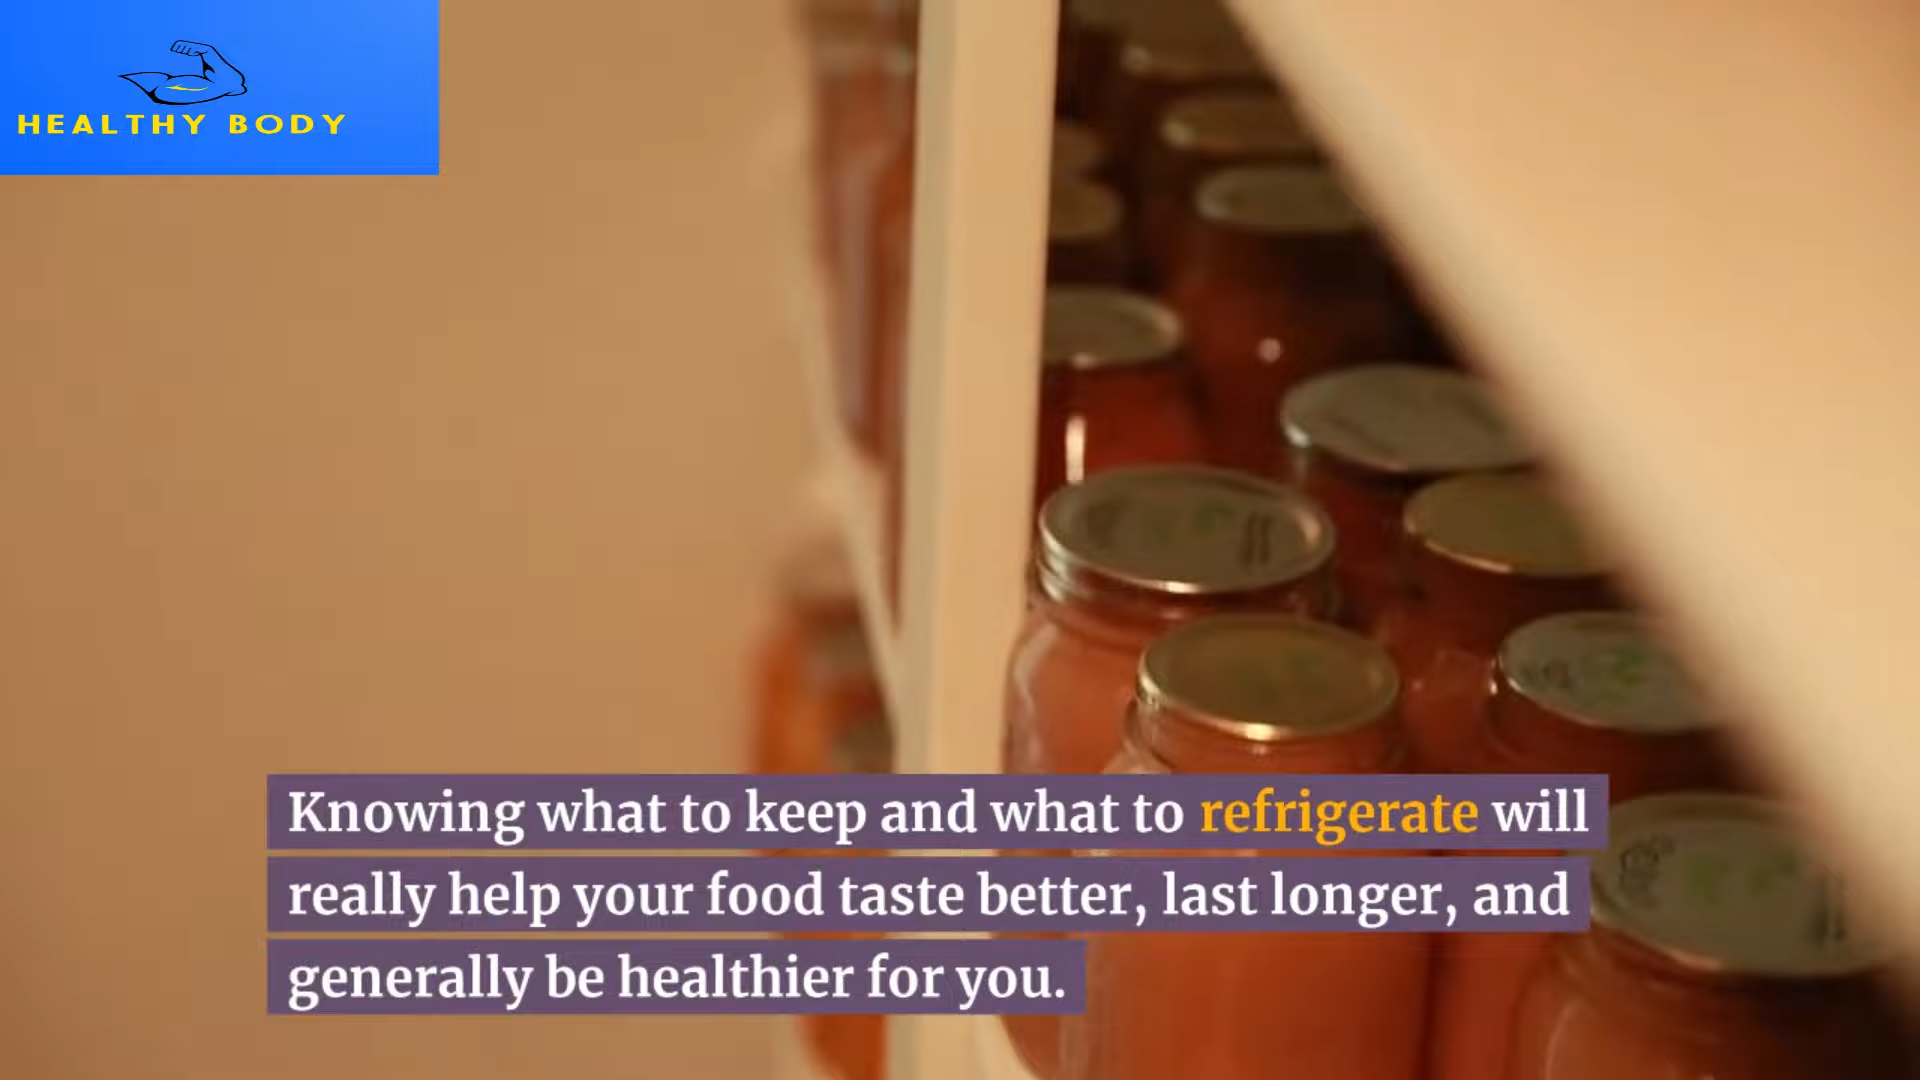 HEALTHY BODY
Knowing what to keep and what to refrigerate will
really help your food taste better, last longer, and
generally be healthier for you.